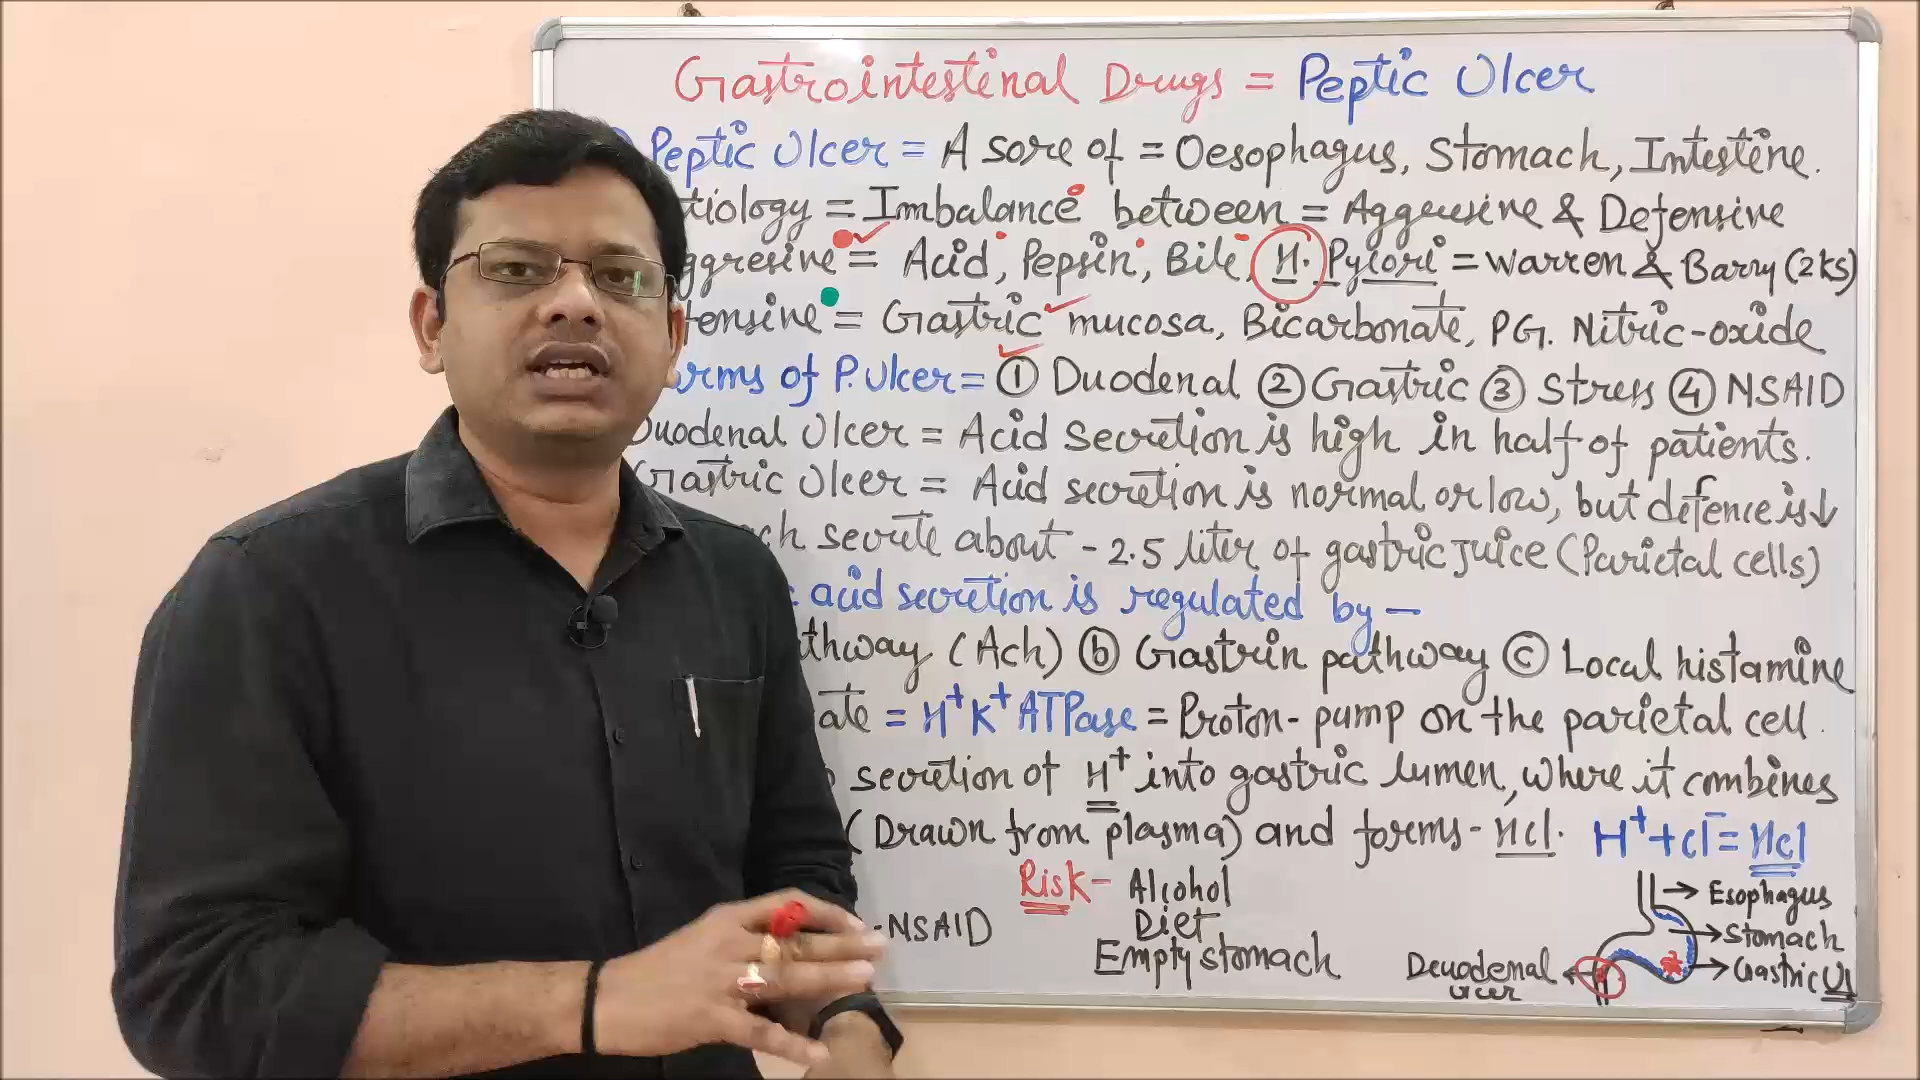 Gastrointestinal Drugs = Peptic Ulcer
Peptic Ulcer = A sore of = Oesophagus, Stomach, Intestine.
tiology = Imbalance between = Aggresive & Defensive
ggresive = Acid, Pepsin, Bile, H. Pylori = Warren & Barry (2ks)
fensive = Gastric mucosa, Bicarbonate, PG. Nitric-oxide
orms of P. Ulcer = ① Duodenal ② Gastric ③ Stress ④ NSAID
Duodenal Ulcer = Acid secretion is high in half of patients.
Gastric Ulcer = Acid secretion is normal or low, but defence is ↓
ch secrete about - 2.5 liter of gastric juice (Parietal cells)
c acid secretion is regulated by —
thway (Ach) ⓑ Gastrin pathway ⓒ Local histamine
ate = H+ K+ ATPase = Proton-pump on the parietal cell.
secretion of H+ into gastric lumen, where it combines
(Drawn from plasma) and forms - Hcl. H+ + cl- = Hcl
Risk - Alcohol
Diet
Empty stomach
-NSAID
Esophagus
Stomach
Gastric Ul
Deuodenal
ulcer